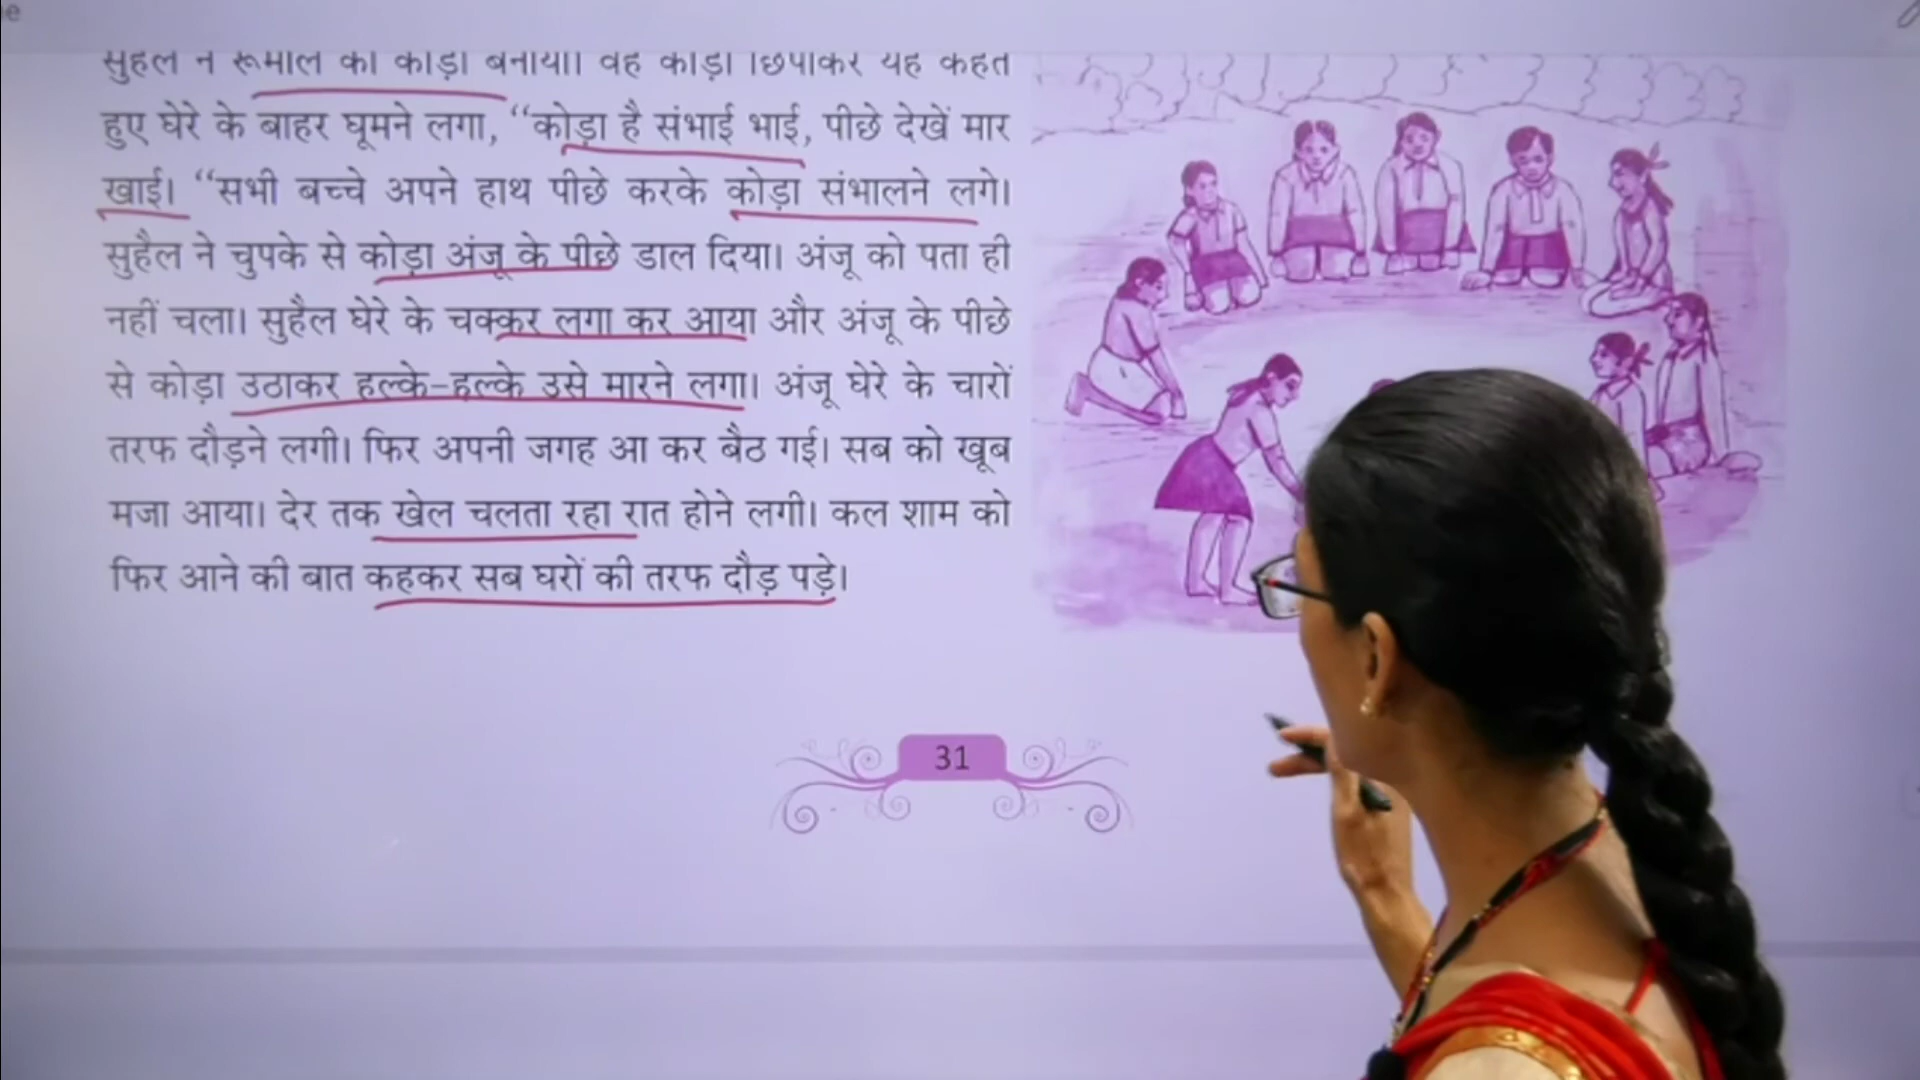 सुहैल ने रूमाल का कोड़ा बनाया। वह कोड़ा छिपाकर यह कहते
हुए घेरे के बाहर घूमने लगा, “कोड़ा है संभाई भाई, पीछे देखें मार
खाई। “सभी बच्चे अपने हाथ पीछे करके कोड़ा संभालने लगे।
सुहैल ने चुपके से कोड़ा अंजू के पीछे डाल दिया। अंजू को पता ही
नहीं चला। सुहैल घेरे के चक्कर लगा कर आया और अंजू के पीछे
से कोड़ा उठाकर हल्के-हल्के उसे मारने लगा। अंजू घेरे के चारों
तरफ दौड़ने लगी। फिर अपनी जगह आ कर बैठ गई। सब को खूब
मजा आया। देर तक खेल चलता रहा रात होने लगी। कल शाम को
फिर आने की बात कहकर सब घरों की तरफ दौड़ पड़े।
31